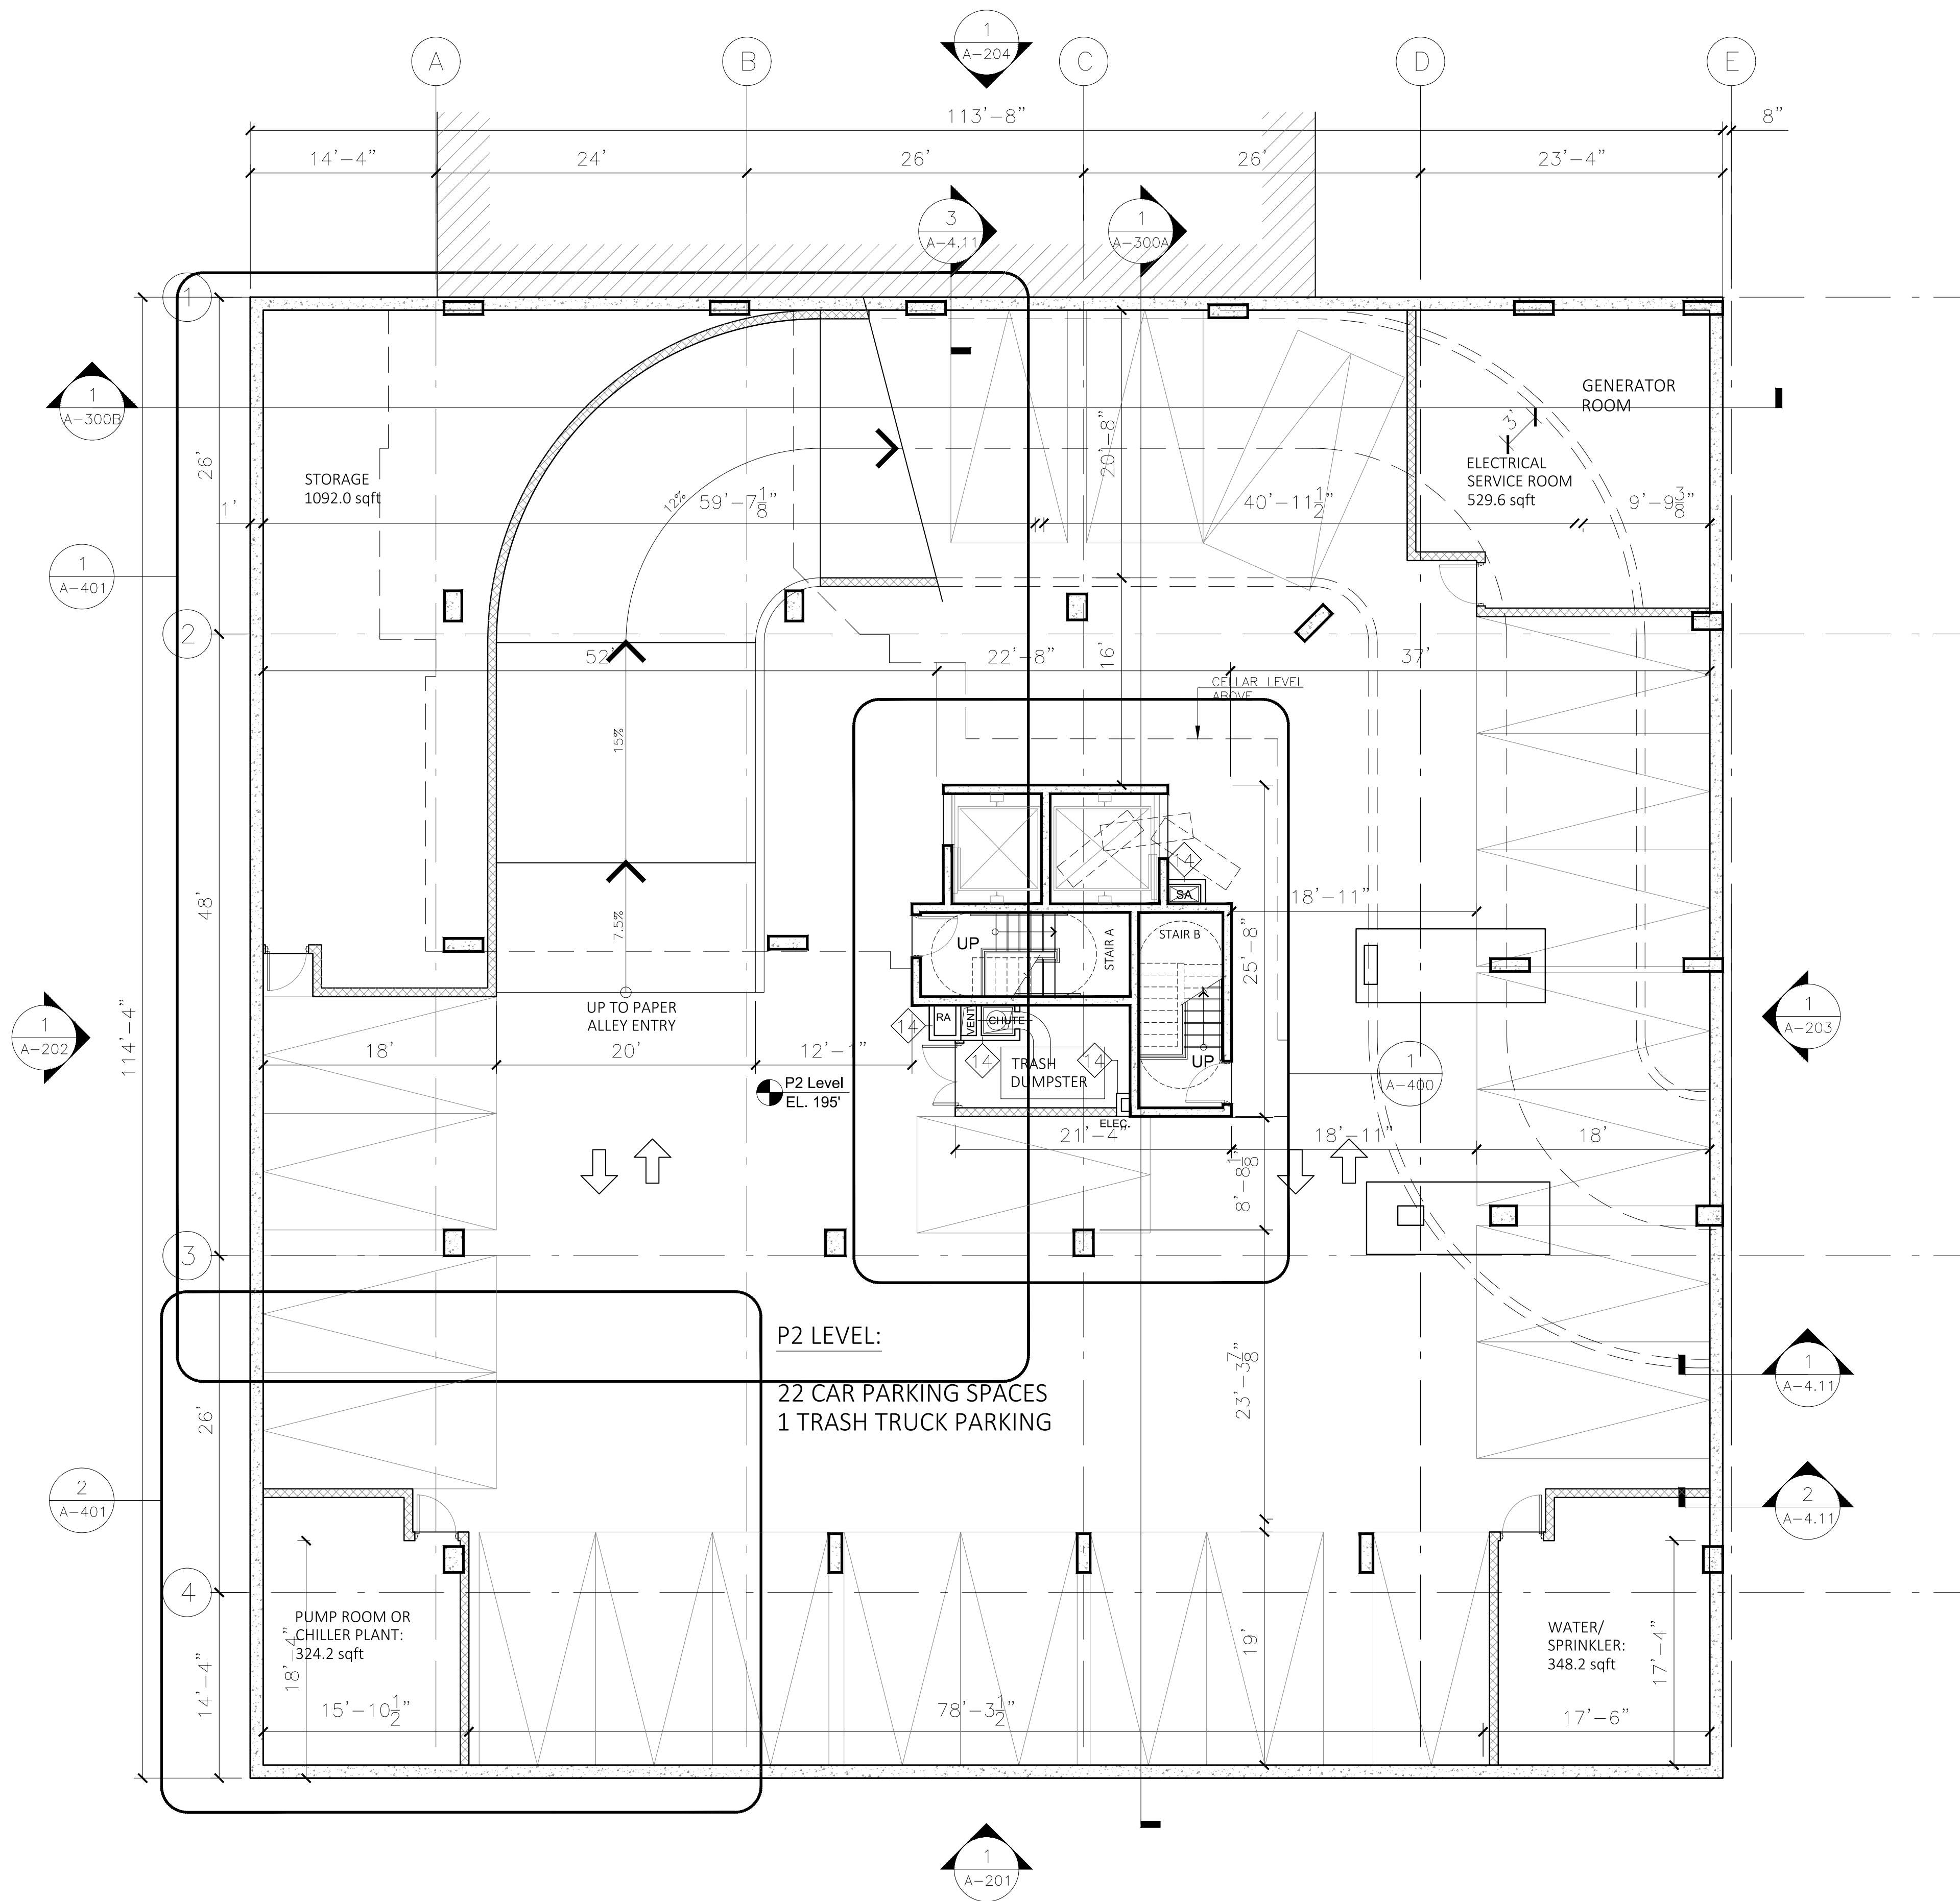 1
A-204
A
B
C
D
E
113'-8"
8"
14'-4"
24'
26'
26'
23'-4"
3
A-4.11
1
A-300A
1
1
A-300B
GENERATOR
ROOM
3'
ELECTRICAL
SERVICE ROOM
529.6 sqft
STORAGE
1092.0 sqft
26'
20'-8"
1'
12%
59'-7 1/8"
40'-11 1/2"
9'-9 3/8"
1
A-401
2
52'
22'-8"
16'
37'
CELLAR LEVEL
ABOVE
15%
14
SA
18'-11"
48'
7.5%
UP
STAIR A
STAIR B
25'-8"
UP TO PAPER
ALLEY ENTRY
14
RA
VENT
CHUTE
1
A-202
114'-4"
1
A-203
18'
20'
12'-1"
14
TRASH
DUMPSTER
14
UP
1
A-400
P2 Level
EL. 195'
ELEC.
21'-4"
18'-11"
18'
8'-8 1/8"
3
P2 LEVEL:
22 CAR PARKING SPACES
1 TRASH TRUCK PARKING
23'-3 7/8"
1
A-4.11
26'
2
A-401
2
A-4.11
4
PUMP ROOM OR
CHILLER PLANT:
324.2 sqft
18'-4"
19'
WATER/
SPRINKLER:
348.2 sqft
17'-4"
14'-4"
15'-10 1/2"
78'-3 1/2"
17'-6"
1
A-201